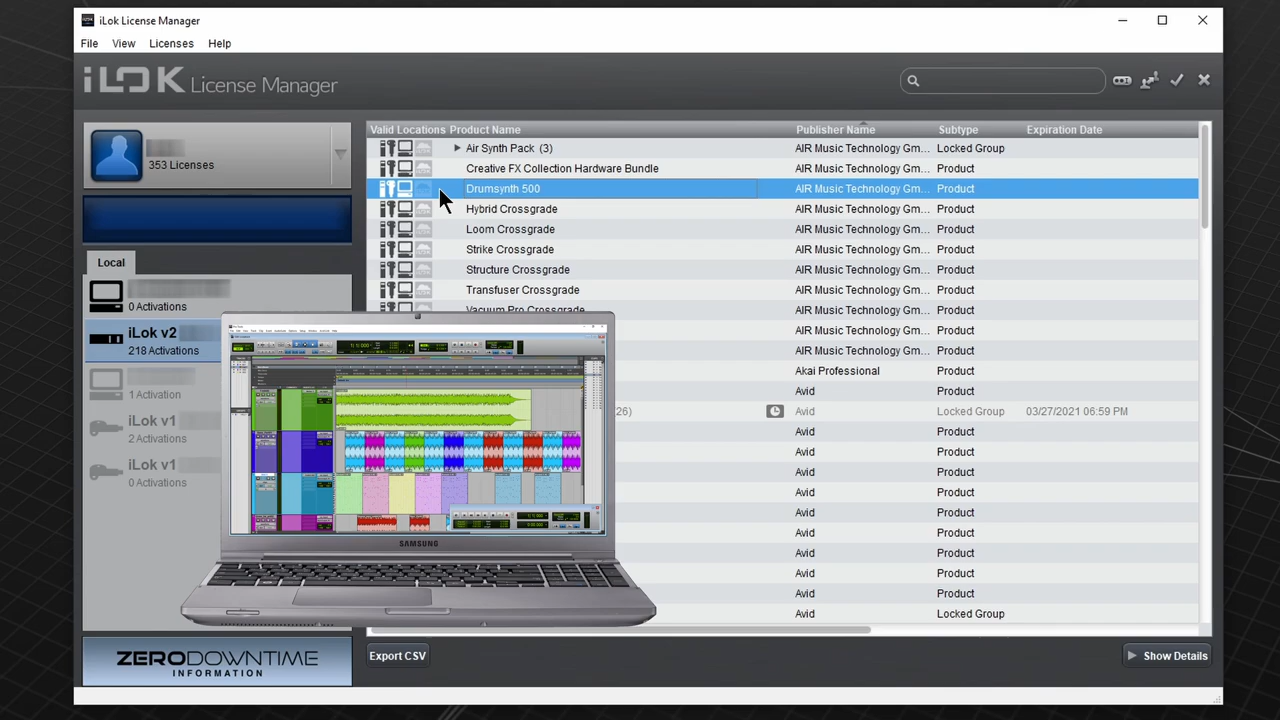 iLok License Manager
File View Licenses Help
iLOK License Manager
Valid Locations Product Name Publisher Name Subtype Expiration Date
353 Licenses
Air Synth Pack (3) AIR Music Technology Gm... Locked Group
Creative FX Collection Hardware Bundle AIR Music Technology Gm... Product
Drumsynth 500 AIR Music Technology Gm... Product
Hybrid Crossgrade AIR Music Technology Gm... Product
Loom Crossgrade AIR Music Technology Gm... Product
Strike Crossgrade AIR Music Technology Gm... Product
Structure Crossgrade AIR Music Technology Gm... Product
Transfuser Crossgrade AIR Music Technology Gm... Product
Vacuum Pro Crossgrade AIR Music Technology Gm... Product
AIR Music Technology Gm... Product
AIR Music Technology Gm... Product
Akai Professional Product
Avid Product
26) Avid Locked Group 03/27/2021 06:59 PM
Avid Product
Avid Product
Avid Product
Avid Product
Avid Product
Avid Product
Avid Product
Avid Product
Avid Product
Avid Locked Group
Local
0 Activations
iLok v2
218 Activations
1 Activation
iLok v1
2 Activations
iLok v1
0 Activations
SAMSUNG
ZERODOWNTIME
INFORMATION
Export CSV
Show Details